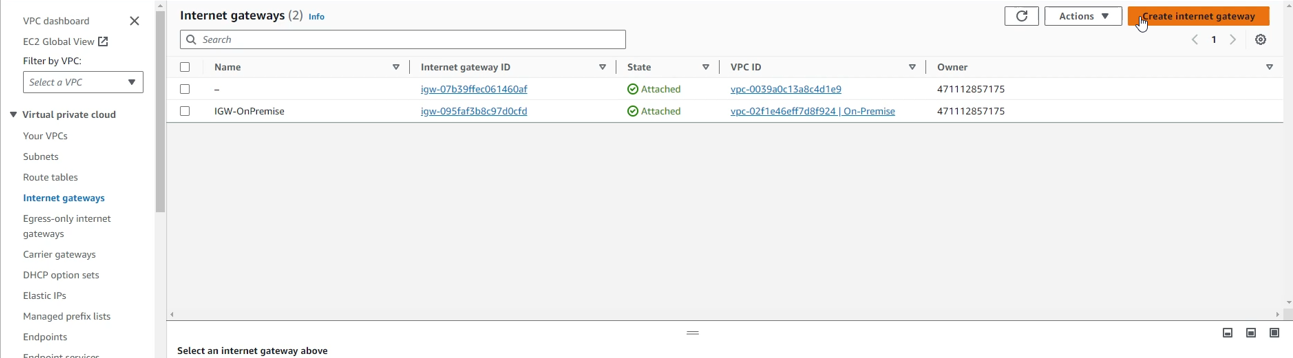 VPC dashboard
EC2 Global View
Filter by VPC:
Select a VPC
Virtual private cloud
Your VPCs
Subnets
Route tables
Internet gateways
Egress-only internet
gateways
Carrier gateways
DHCP option sets
Elastic IPs
Managed prefix lists
Endpoints
Endpoint services
Internet gateways (2) Info
Actions
Create internet gateway
Search
1
Name Internet gateway ID State VPC ID Owner
– igw-07b39ffec061460af Attached vpc-0039a0c13a8c4d1e9 471112857175
IGW-OnPremise igw-095faf3b8c97d0cfd Attached vpc-02f1e46eff7d8f924 | On-Premise 471112857175
Select an internet gateway above